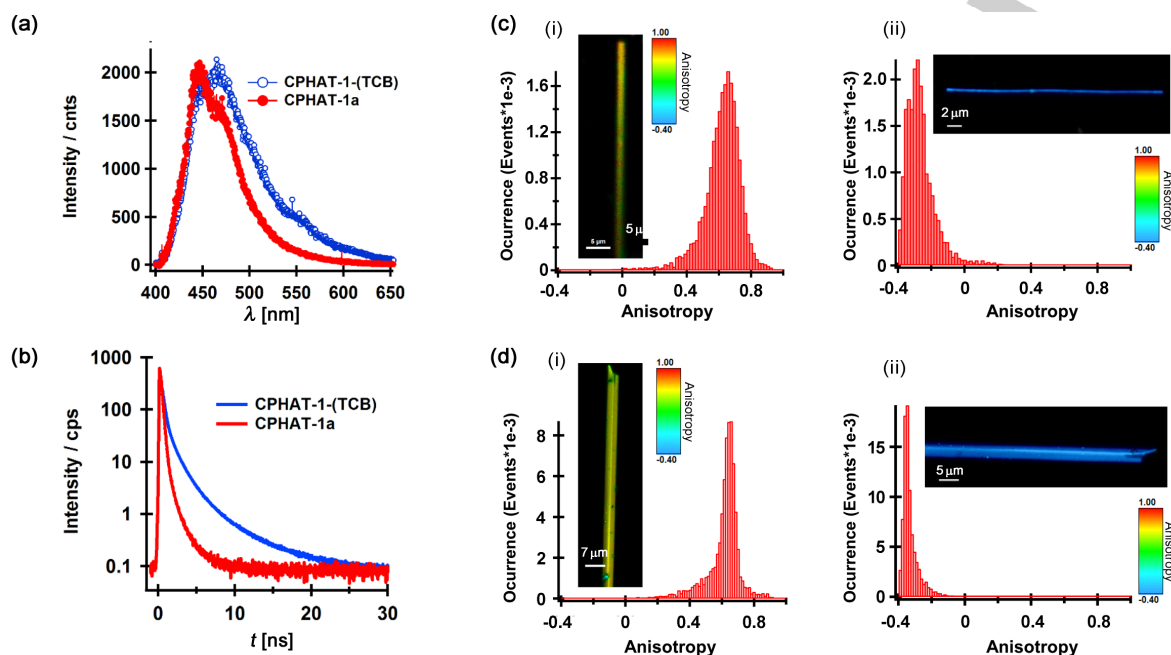 (a)
2000
1500
1000
500
0
Intensity / cnts
CPHAT-1-(TCB)
CPHAT-1a
400 450 500 550 600 650
λ [nm]
(b)
1000
100
10
1
0.1
Intensity / cps
CPHAT-1-(TCB)
CPHAT-1a
0 10 20 30
t [ns]
(c)
(i)
1.6
1.2
0.8
0.4
0
Ocurrence (Events*1e-3)
5 μm
5 μ
1.00
Anisotropy
-0.40
-0.4 0 0.4 0.8
Anisotropy
(ii)
2.0
1.5
1.0
0.5
0
Ocurrence (Events*1e-3)
2 μm
1.00
Anisotropy
-0.40
-0.4 0 0.4 0.8
Anisotropy
(d)
(i)
8
6
4
2
0
Ocurrence (Events*1e-3)
7 μm
1.00
Anisotropy
-0.40
-0.4 0 0.4 0.8
Anisotropy
(ii)
15
10
5
0
Ocurrence (Events*1e-3)
5 μm
1.00
Anisotropy
-0.40
-0.4 0 0.4 0.8
Anisotropy